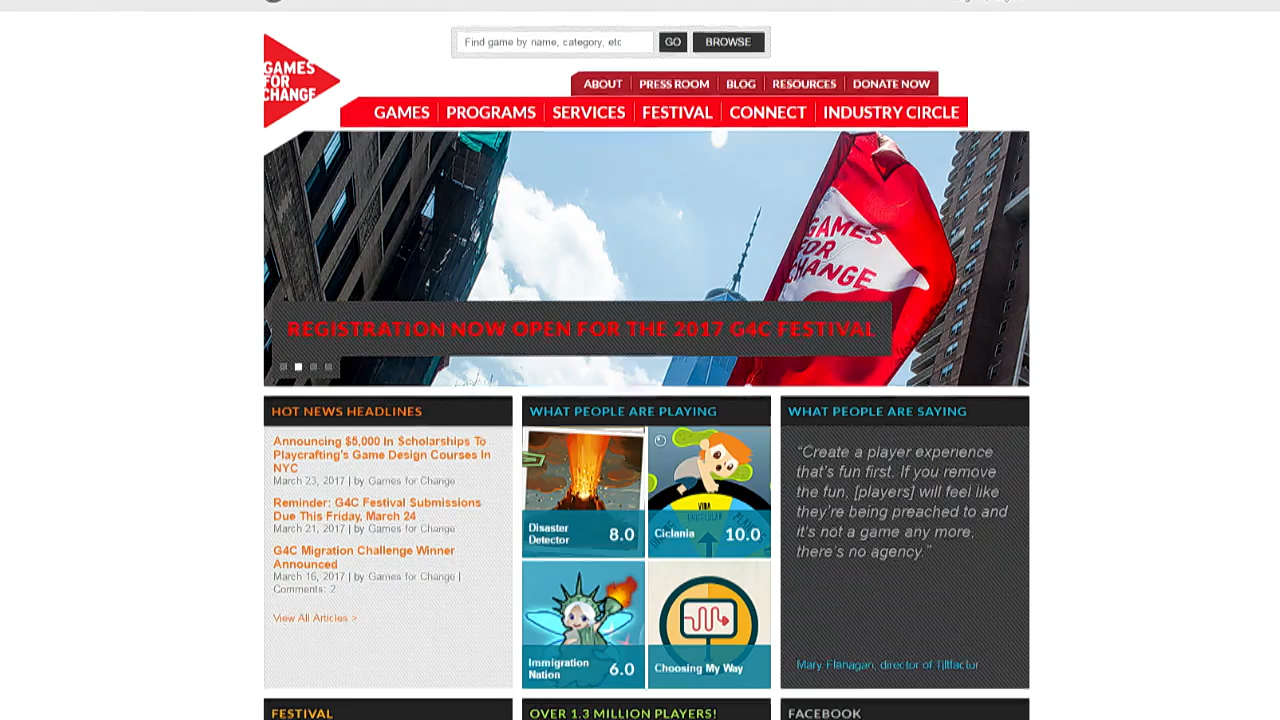 Find game by name, category, etc
GO
BROWSE
GAMES
FOR
CHANGE
ABOUT
PRESS ROOM
BLOG
RESOURCES
DONATE NOW
GAMES
PROGRAMS
SERVICES
FESTIVAL
CONNECT
INDUSTRY CIRCLE
GAMES
FOR
CHANGE
REGISTRATION NOW OPEN FOR THE 2017 G4C FESTIVAL
HOT NEWS HEADLINES
Announcing $5,000 In Scholarships To
Playcrafting's Game Design Courses In
NYC
March 23, 2017 | by Games for Change
Reminder: G4C Festival Submissions
Due This Friday, March 24
March 21, 2017 | by Games for Change
G4C Migration Challenge Winner
Announced
March 16, 2017 | by Games for Change |
Comments: 2
View All Articles >
WHAT PEOPLE ARE PLAYING
Disaster
Detector
8.0
VIDA
UNICELULAR
Ciclania
10.0
Immigration
Nation
6.0
Choosing My Way
WHAT PEOPLE ARE SAYING
“Create a player experience
that’s fun first. If you remove
the fun, [players] will feel like
they’re being preached to and
it’s not a game any more,
there’s no agency.”
Mary Flanagan, director of Tiltfactor
FESTIVAL
OVER 1.3 MILLION PLAYERS!
FACEBOOK